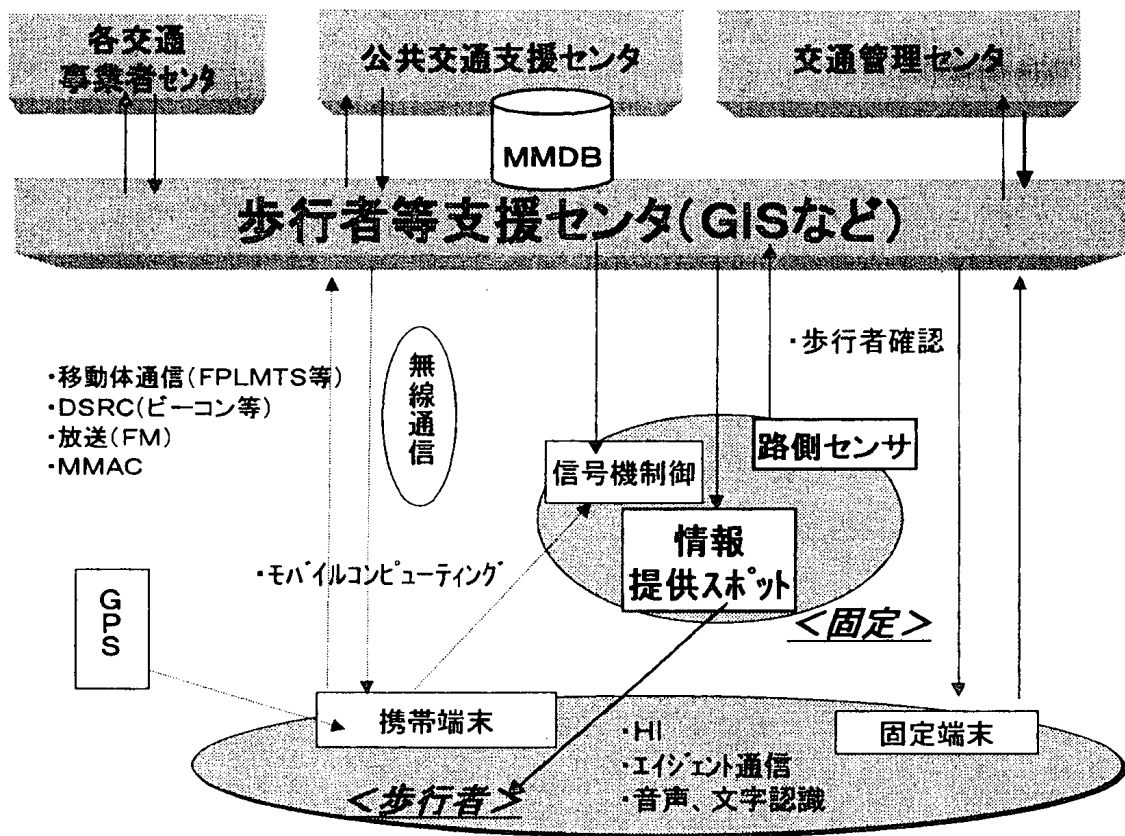 各交通
事業者センタ
公共交通支援センタ
交通管理センタ
MMDB
歩行者等支援センタ(GISなど)
・歩行者確認
無線通信
・移動体通信(FPLMTS等)
・DSRC(ビーコン等)
・放送(FM)
・MMAC
路側センサ
信号機制御
情報
提供スポット
・モバイルコンピューティング
GPS
<固定>
携帯端末
固定端末
・HI
・エイジェント通信
・音声、文字認識
<歩行者>